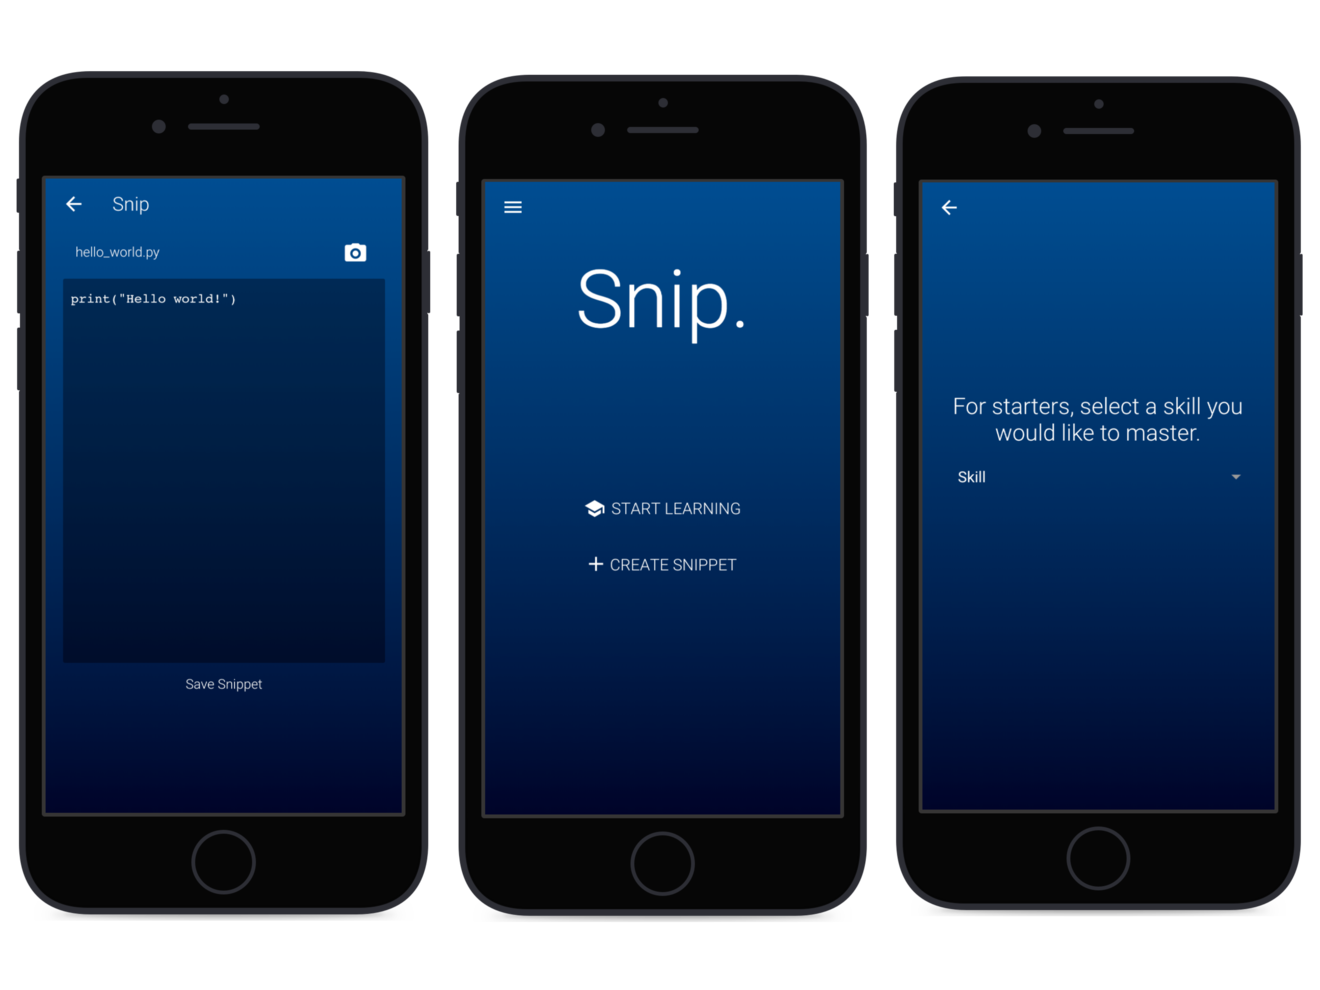 Snip
hello_world.py
print("Hello world!")
Save Snippet
Snip.
START LEARNING
CREATE SNIPPET
For starters, select a skill you
would like to master.
Skill